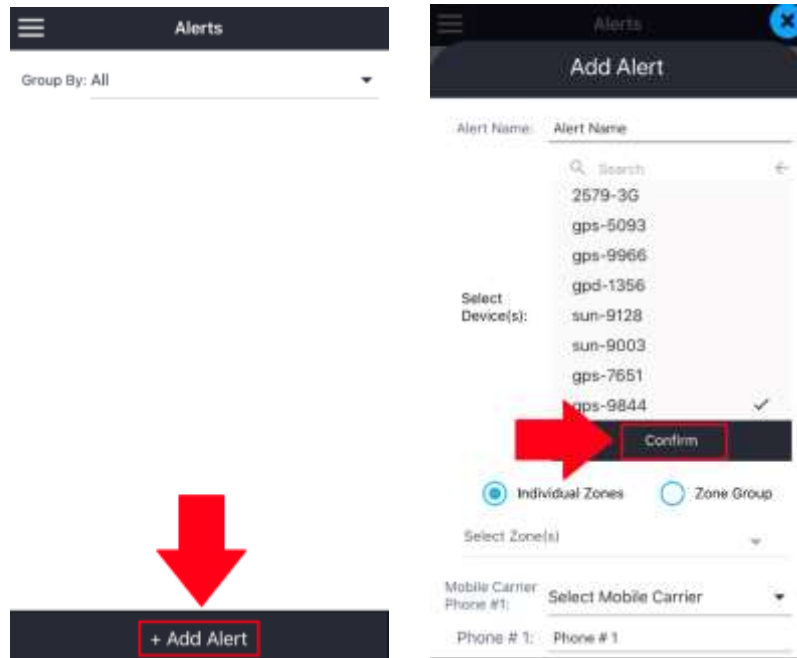 Alerts
Group By: All
+ Add Alert
Alerts
Add Alert
Alert Name: Alert Name
Search
2579-3G
gps-5093
gps-9966
gpd-1356
Select
Device(s):
sun-9128
sun-9003
gps-7651
gps-9844
Confirm
Individual Zones Zone Group
Select Zone(s)
Mobile Carrier
Phone #1:
Select Mobile Carrier
Phone # 1: Phone # 1